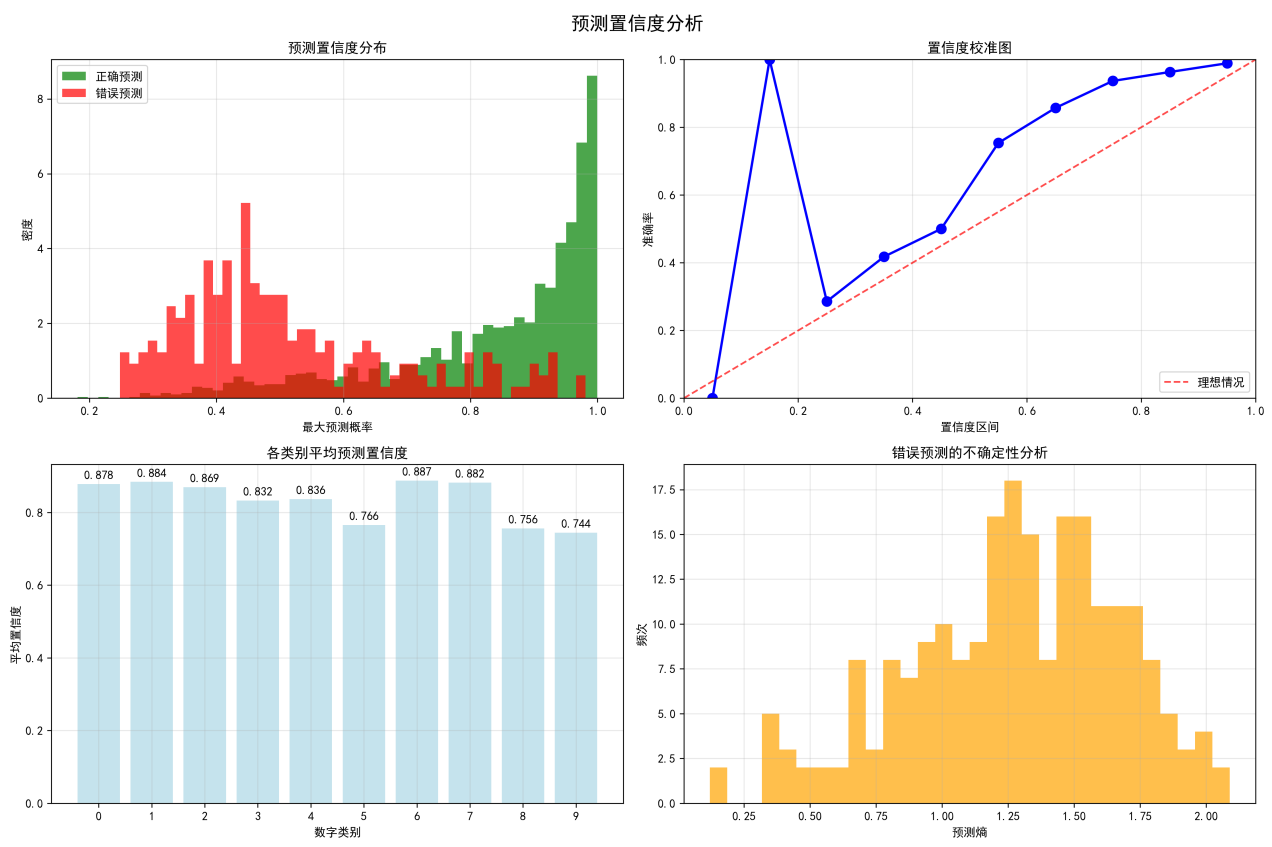 预测置信度分析
预测置信度分布
密度
8
6
4
2
0
正确预测
错误预测
0.2 0.4 0.6 0.8 1.0
最大预测概率
置信度校准图
准确率
1.0
0.8
0.6
0.4
0.2
0.0
理想情况
0.0 0.2 0.4 0.6 0.8 1.0
置信度区间
各类别平均预测置信度
平均置信度
0.8
0.6
0.4
0.2
0.0
0.878 0.884 0.869 0.832 0.836 0.766 0.887 0.882 0.756 0.744
0 1 2 3 4 5 6 7 8 9
数字类别
错误预测的不确定性分析
频次
17.5
15.0
12.5
10.0
7.5
5.0
2.5
0.0
0.25 0.50 0.75 1.00 1.25 1.50 1.75 2.00
预测熵